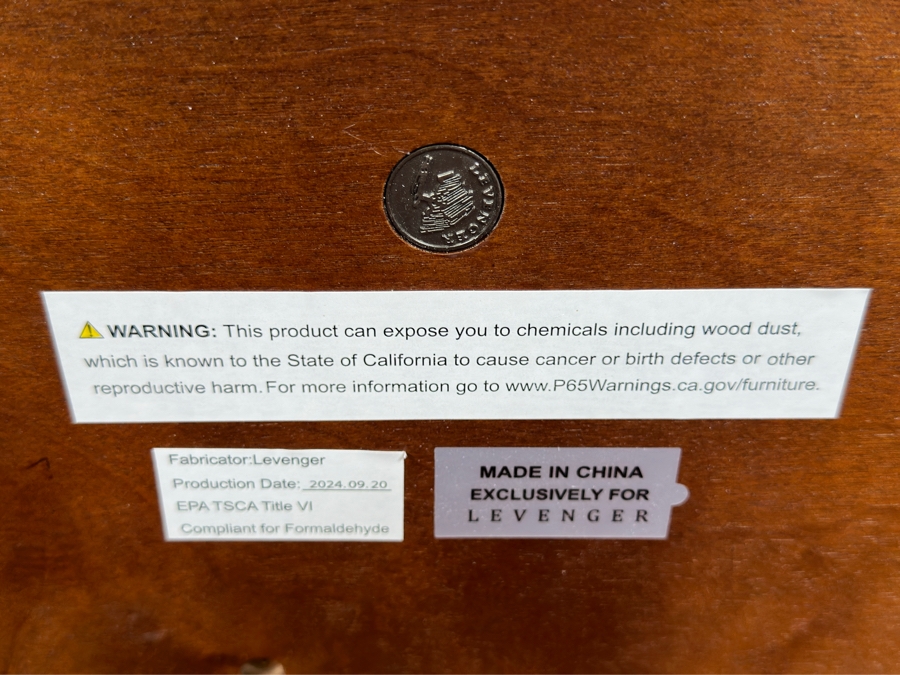 LEVENGER
WARNING: This product can expose you to chemicals including wood dust,
which is known to the State of California to cause cancer or birth defects or other
reproductive harm. For more information go to www.P65Warnings.ca.gov/furniture.
Fabricator:Levenger
Production Date: 2024.09.20
EPA TSCA Title VI
Compliant for Formaldehyde
MADE IN CHINA
EXCLUSIVELY FOR
LEVENGER